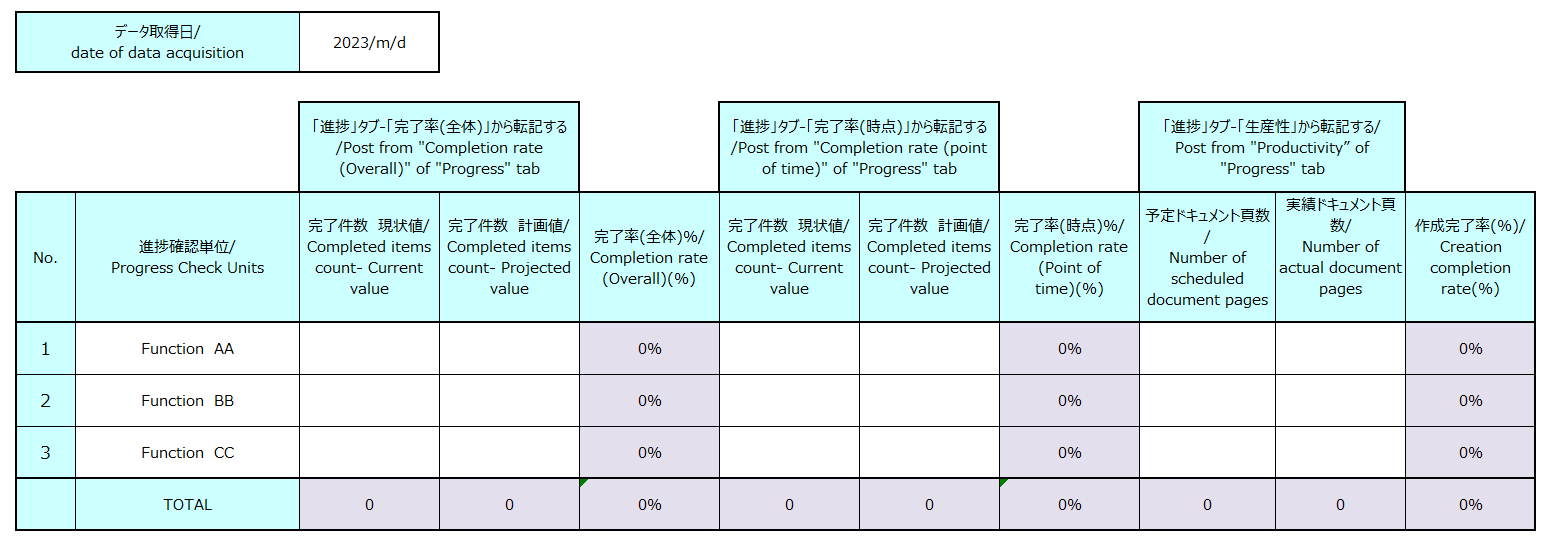 データ取得日/
date of data acquisition
2023/m/d
「進捗」タブ-「完了率(全体)」から転記する
/Post from "Completion rate
(Overall)" of "Progress" tab
「進捗」タブ-「完了率(時点)」から転記する
/Post from "Completion rate (point
of time)" of "Progress" tab
「進捗」タブ-「生産性」から転記する/
Post from "Productivity” of
"Progress" tab
No.
進捗確認単位/
Progress Check Units
完了件数　現状値/
Completed items
count- Current
value
完了件数　計画値/
Completed items
count- Projected
value
完了率(全体)%/
Completion rate
(Overall)(%)
完了件数　現状値/
Completed items
count- Current
value
完了件数　計画値/
Completed items
count- Projected
value
完了率(時点)%/
Completion rate
(Point of
time)(%)
予定ドキュメント頁数
/
Number of
scheduled
document pages
実績ドキュメント頁
数/
Number of
actual document
pages
作成完了率(%)/
Creation
completion
rate(%)
1 Function AA 0% 0% 0%
2 Function BB 0% 0% 0%
3 Function CC 0% 0% 0%
TOTAL 0 0 0% 0 0 0% 0 0 0%